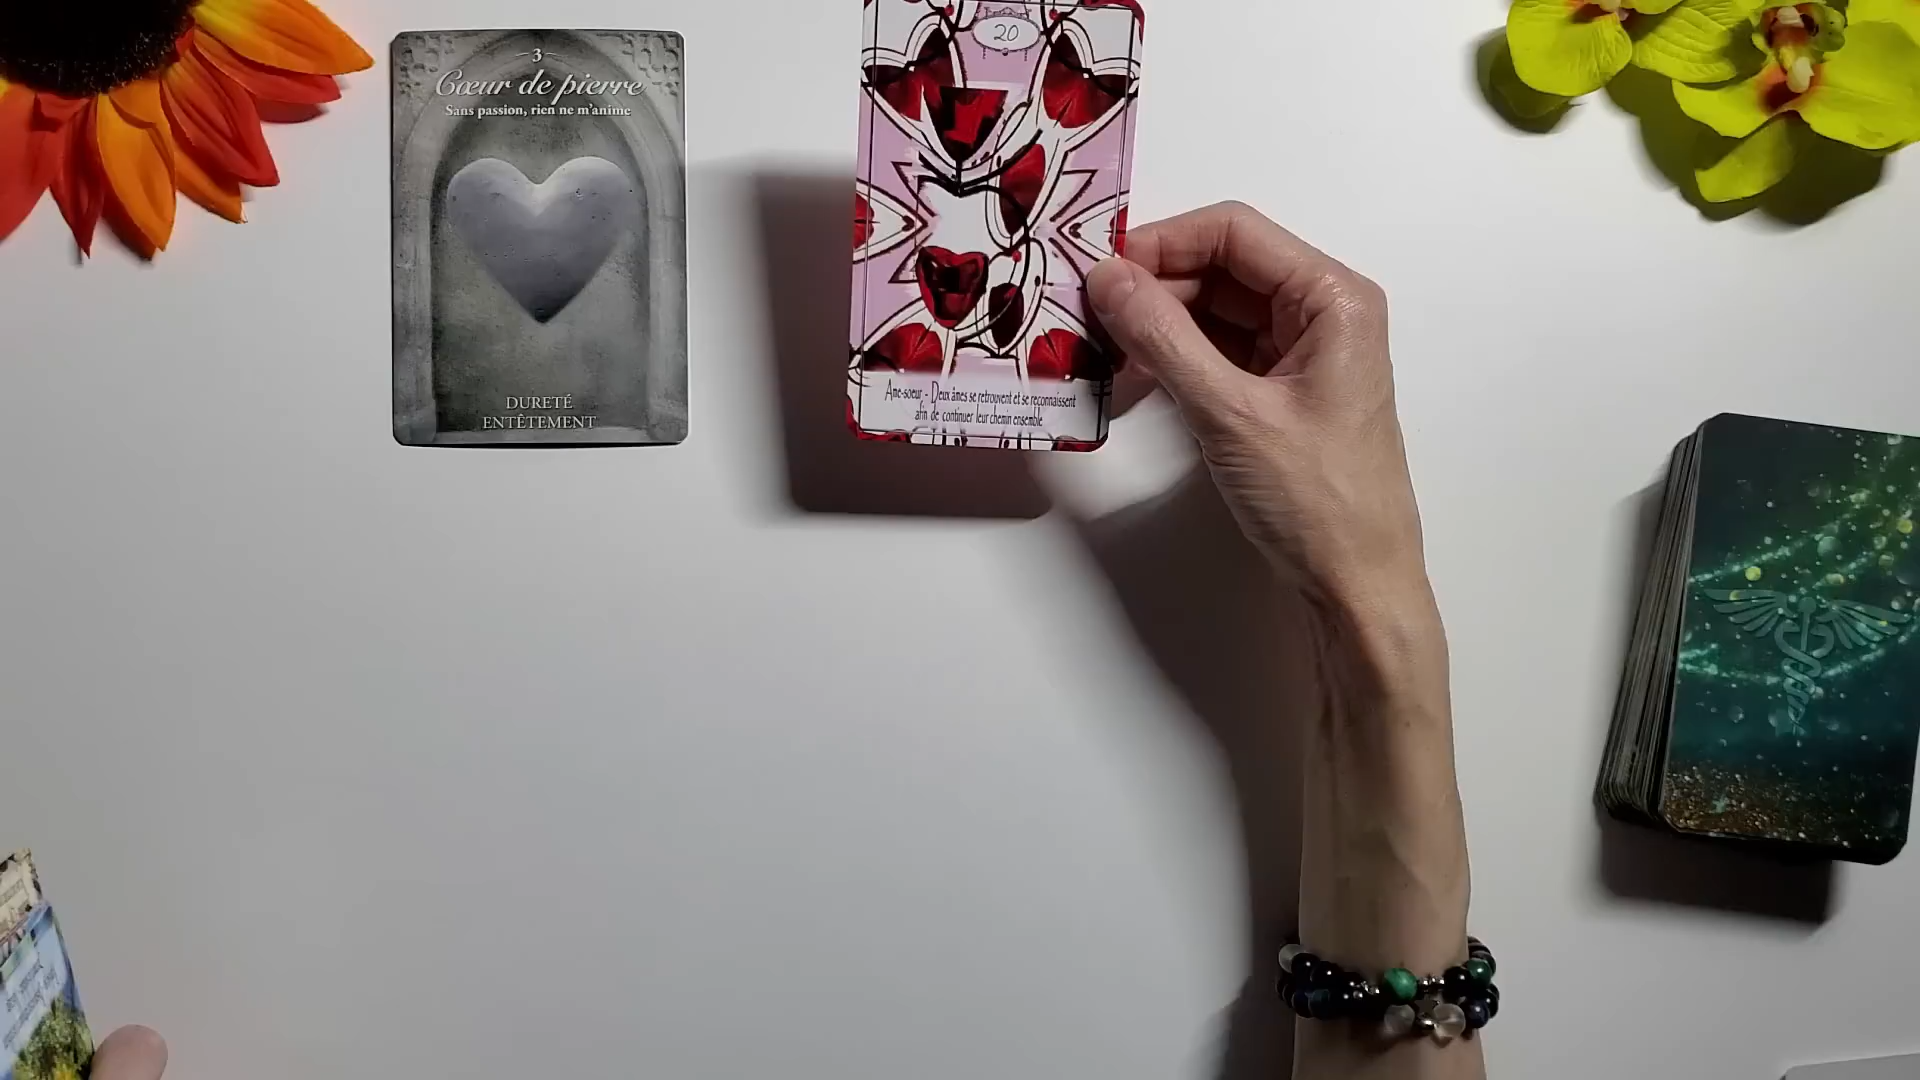 3
Cœur de pierre
Sans passion, rien ne m'anime
DURETÉ
ENTÊTEMENT
20
Ame-soeur - Deux âmes se retrouvent et se reconnaissent
afin de continuer leur chemin ensemble